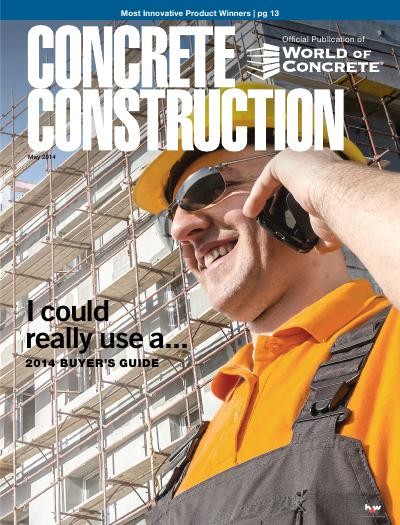 Most Innovative Product Winners | pg 13
CONCRETE
CONSTRUCTION
Official Publication of
WORLD OF
CONCRETE®
May 2014
I could
really use a...
2014 BUYER'S GUIDE